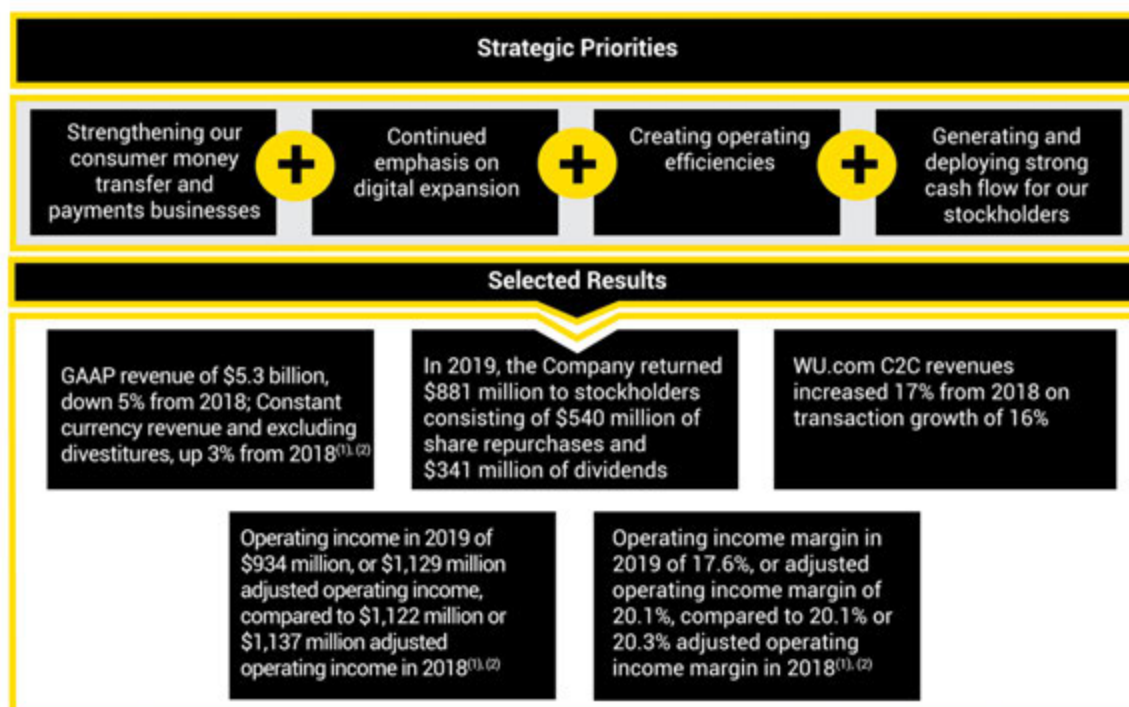 Strategic Priorities
Strengthening our
consumer money
transfer and
payments businesses
+
Continued
emphasis on
digital expansion
+
Creating operating
efficiencies
+
Generating and
deploying strong
cash flow for our
stockholders
Selected Results
GAAP revenue of $5.3 billion,
down 5% from 2018; Constant
currency revenue and excluding
divestitures, up 3% from 2018(1), (2)
In 2019, the Company returned
$881 million to stockholders
consisting of $540 million of
share repurchases and
$341 million of dividends
WU.com C2C revenues
increased 17% from 2018 on
transaction growth of 16%
Operating income in 2019 of
$934 million, or $1,129 million
adjusted operating income,
compared to $1,122 million or
$1,137 million adjusted
operating income in 2018(1), (2)
Operating income margin in
2019 of 17.6%, or adjusted
operating income margin of
20.1%, compared to 20.1% or
20.3% adjusted operating
income margin in 2018(1), (2)